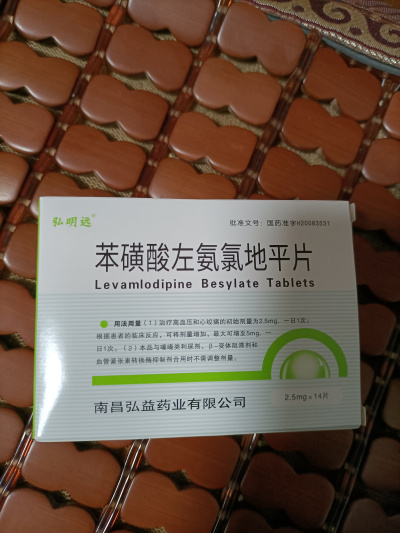 弘明远®
批准文号：国药准字H20083531
苯磺酸左氨氯地平片
Levamlodipine Besylate Tablets
用法用量（1）治疗高血压和心绞痛的初始剂量为2.5mg，一日1次；
根据患者的临床反应，可将剂量增加，最大可增至5mg，一
日1次。（2）本品与噻嗪类利尿剂、β-受体阻滞剂和
血管紧张素转换酶抑制剂合用时不需调整剂量。
南昌弘益药业有限公司
2.5mg×14片